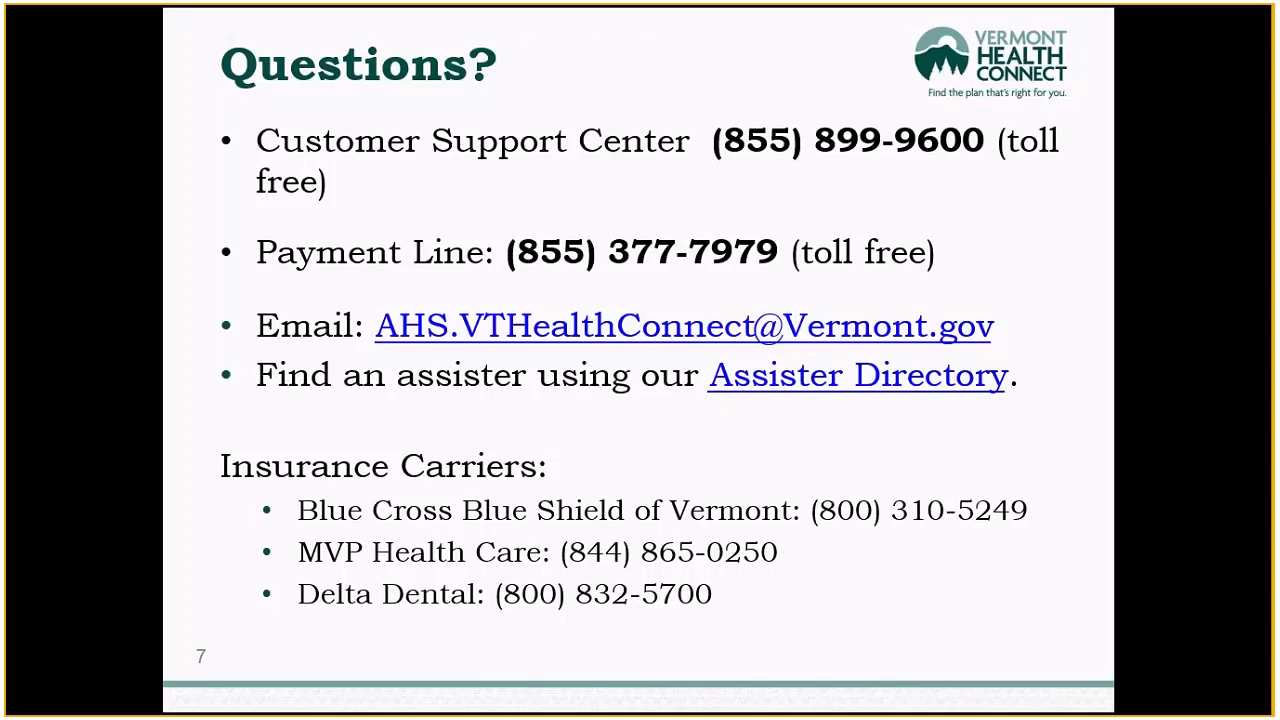 Questions?
VERMONT
HEALTH
CONNECT
Find the plan that's right for you.
• Customer Support Center (855) 899-9600 (toll
free)
• Payment Line: (855) 377-7979 (toll free)
• Email: AHS.VTHealthConnect@Vermont.gov
• Find an assister using our Assister Directory.
Insurance Carriers:
• Blue Cross Blue Shield of Vermont: (800) 310-5249
• MVP Health Care: (844) 865-0250
• Delta Dental: (800) 832-5700
7